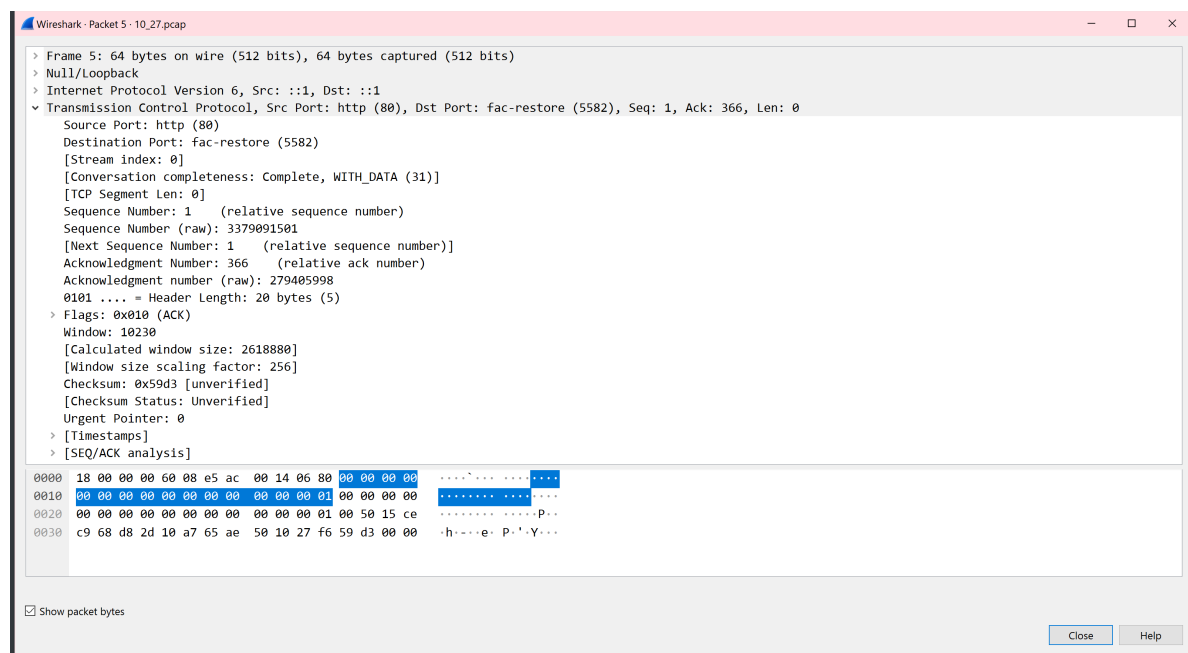 Wireshark · Packet 5 · 10_27.pcap
Frame 5: 64 bytes on wire (512 bits), 64 bytes captured (512 bits)
Null/Loopback
Internet Protocol Version 6, Src: ::1, Dst: ::1
Transmission Control Protocol, Src Port: http (80), Dst Port: fac-restore (5582), Seq: 1, Ack: 366, Len: 0
Source Port: http (80)
Destination Port: fac-restore (5582)
[Stream index: 0]
[Conversation completeness: Complete, WITH_DATA (31)]
[TCP Segment Len: 0]
Sequence Number: 1    (relative sequence number)
Sequence Number (raw): 3379091501
[Next Sequence Number: 1    (relative sequence number)]
Acknowledgment Number: 366    (relative ack number)
Acknowledgment number (raw): 279405998
0101 .... = Header Length: 20 bytes (5)
Flags: 0x010 (ACK)
Window: 10230
[Calculated window size: 2618880]
[Window size scaling factor: 256]
Checksum: 0x59d3 [unverified]
[Checksum Status: Unverified]
Urgent Pointer: 0
[Timestamps]
[SEQ/ACK analysis]
0000  18 00 00 00 60 08 e5 ac  00 14 06 80 00 00 00 00  ····`··· ········
0010  00 00 00 00 00 00 00 00  00 00 00 01 00 00 00 00  ········ ········
0020  00 00 00 00 00 00 00 00  00 00 00 01 00 50 15 ce  ········ ·····P··
0030  c9 68 d8 2d 10 a7 65 ae  50 10 27 f6 59 d3 00 00  ·h·-··e· P·'·Y···
Show packet bytes
Close Help